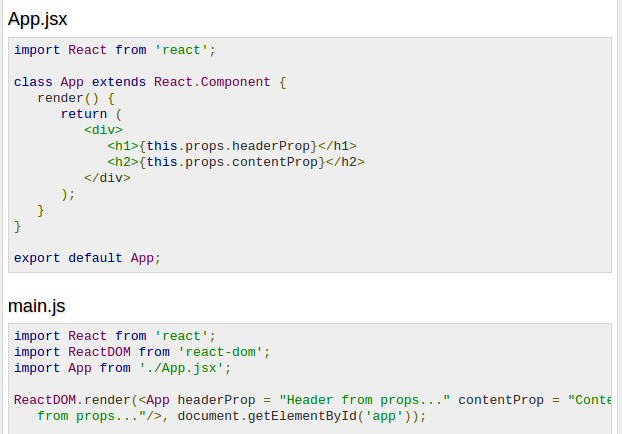 App.jsx
import React from 'react';
class App extends React.Component {
   render() {
      return (
         <div>
            <h1>{this.props.headerProp}</h1>
            <h2>{this.props.contentProp}</h2>
         </div>
      );
   }
}
export default App;
main.js
import React from 'react';
import ReactDOM from 'react-dom';
import App from './App.jsx';
ReactDOM.render(<App headerProp = "Header from props..." contentProp = "Conte
   from props..."/>, document.getElementById('app'));